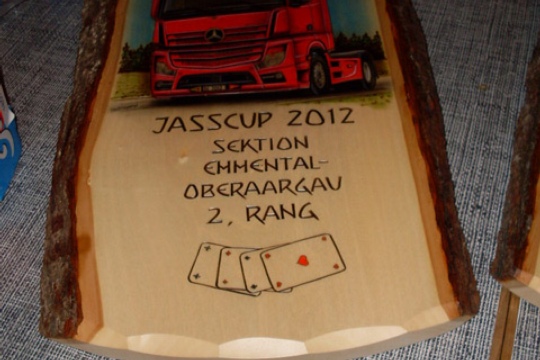 JASSCUP 2012
SEKTION
EMMENTAL-
OBERAARGAU
2. RANG